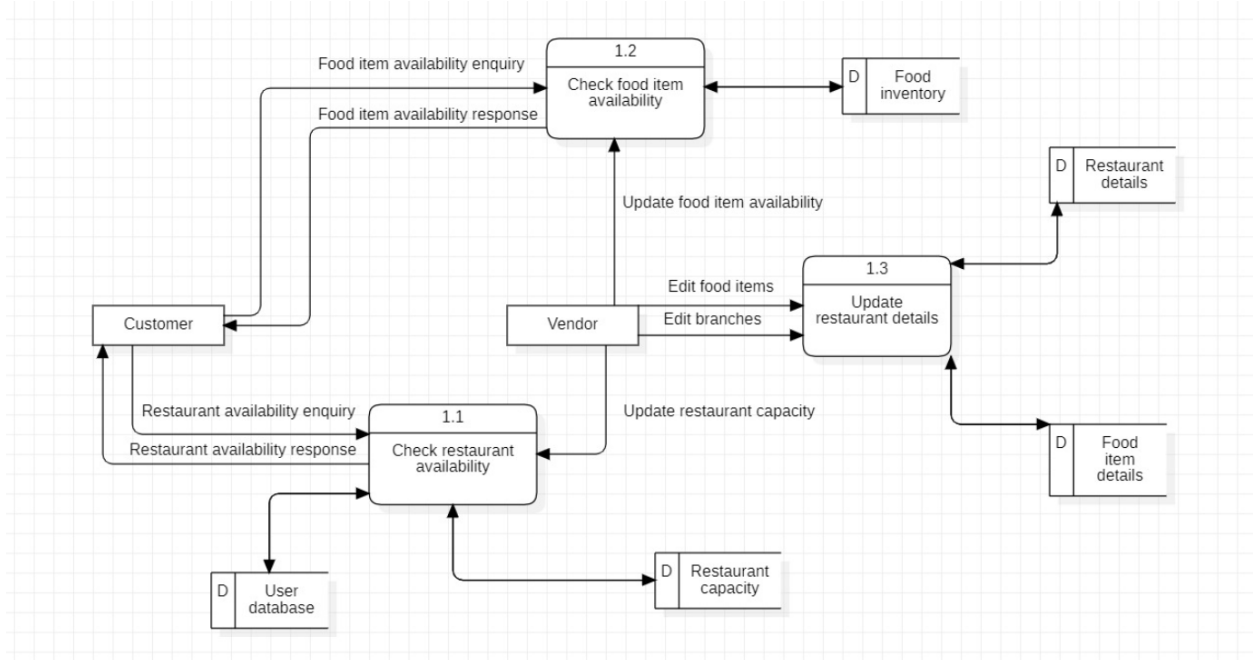 1.2
Food item availability enquiry
Check food item
availability
D
Food
inventory
Food item availability response
D
Restaurant
details
Update food item availability
1.3
Edit food items
Update
restaurant details
Customer
Vendor
Edit branches
Restaurant availability enquiry
1.1
Update restaurant capacity
Restaurant availability response
Check restaurant
availability
D
Food
item
details
D
User
database
D
Restaurant
capacity